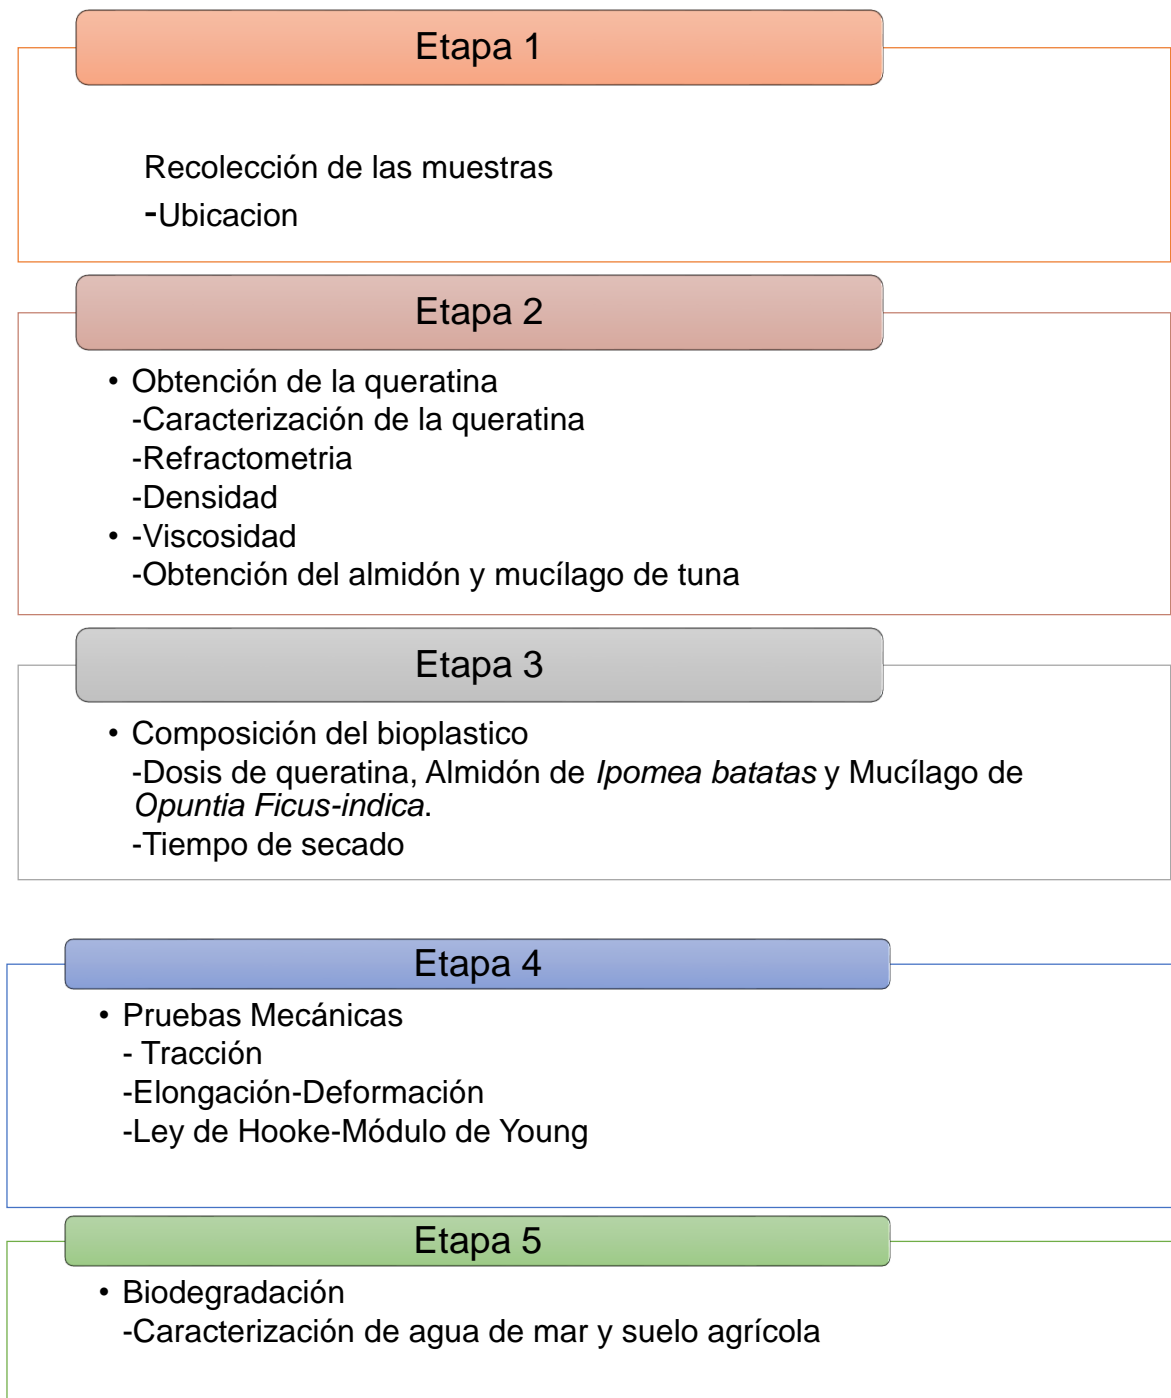 Etapa 1
Recolección de las muestras
-Ubicacion
Etapa 2
• Obtención de la queratina
-Caracterización de la queratina
-Refractometria
-Densidad
• -Viscosidad
-Obtención del almidón y mucílago de tuna
Etapa 3
• Composición del bioplastico
-Dosis de queratina, Almidón de Ipomea batatas y Mucílago de
Opuntia Ficus-indica.
-Tiempo de secado
Etapa 4
• Pruebas Mecánicas
- Tracción
-Elongación-Deformación
-Ley de Hooke-Módulo de Young
Etapa 5
• Biodegradación
-Caracterización de agua de mar y suelo agrícola